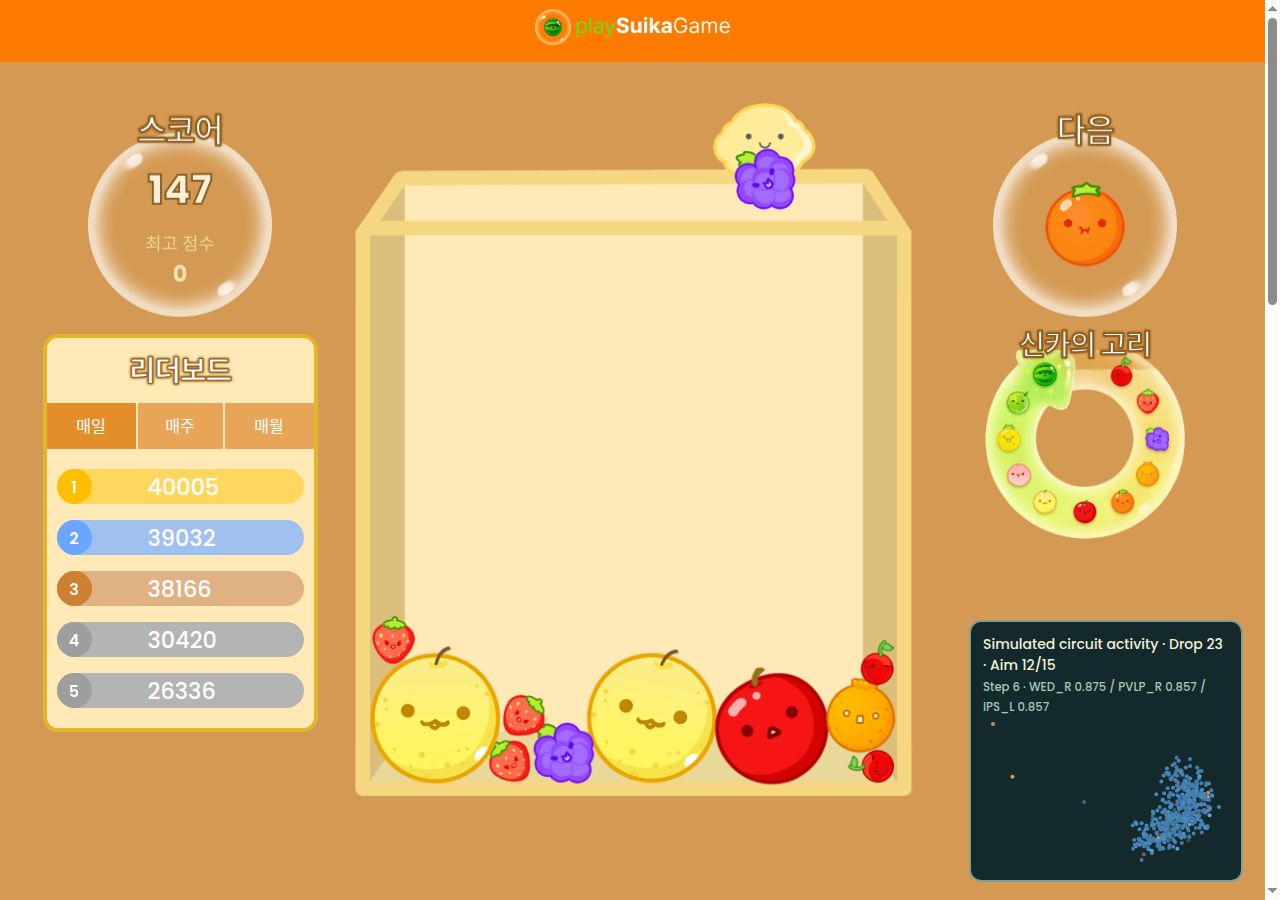 playSuikaGame
스코어
147
최고 점수
0
다음
신카의 고리
리더보드
매일 매주 매월
1 40005
2 39032
3 38166
4 30420
5 26336
Simulated circuit activity · Drop 23
· Aim 12/15
Step 6 · WED_R 0.875 / PVLP_R 0.857 /
IPS_L 0.857